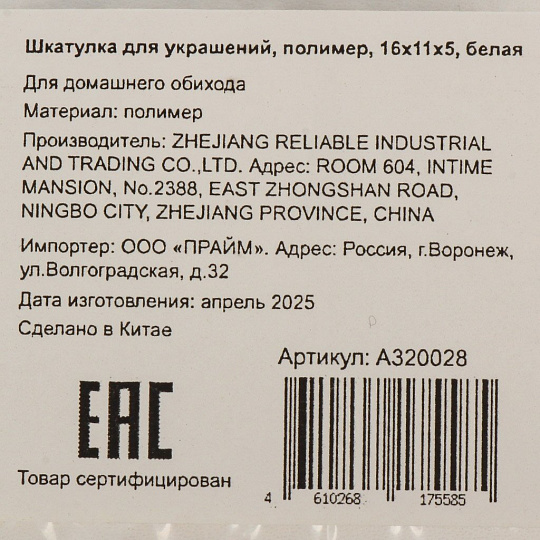 Шкатулка для украшений, полимер, 16х11х5, белая
Для домашнего обихода
Материал: полимер
Производитель: ZHEJIANG RELIABLE INDUSTRIAL
AND TRADING CO.,LTD. Адрес: ROOM 604, INTIME
MANSION, No.2388, EAST ZHONGSHAN ROAD,
NINGBO CITY, ZHEJIANG PROVINCE, CHINA
Импортер: ООО «ПРАЙМ». Адрес: Россия, г.Воронеж,
ул.Волгоградская, д.32
Дата изготовления: апрель 2025
Сделано в Китае
Артикул: А320028
EAC
Товар сертифицирован
4 610268 175585